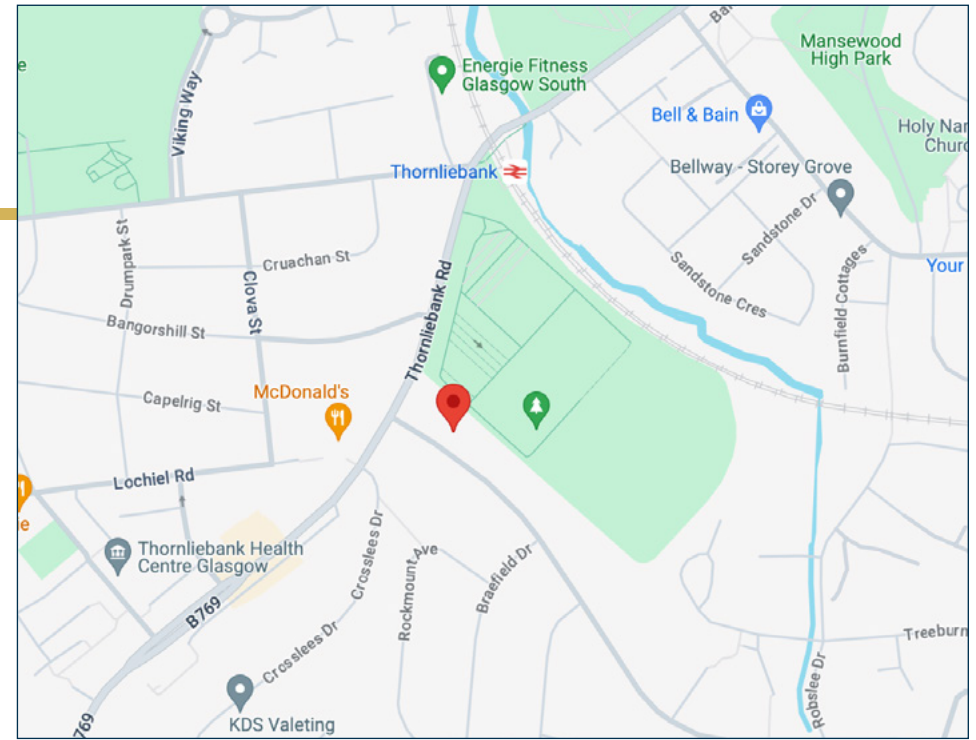 Mansewood
High Park
Energie Fitness
Glasgow South
Viking Way
Bell & Bain
Holy Nar
Churc
Thornliebank
Bellway - Storey Grove
Drumpark St
Cruachan St
Clova St
Thornliebank Rd
Sandstone Dr
Sandstone Cres
Burnfield Cottages
Your
Bangorshill St
McDonald's
Capelrig St
Lochiel Rd
Thornliebank Health
Centre Glasgow
Crosslees Dr
Rockmount Ave
Braefield Dr
B769
Crosslees Dr
Treeburn
Robslee Dr
KDS Valeting
769